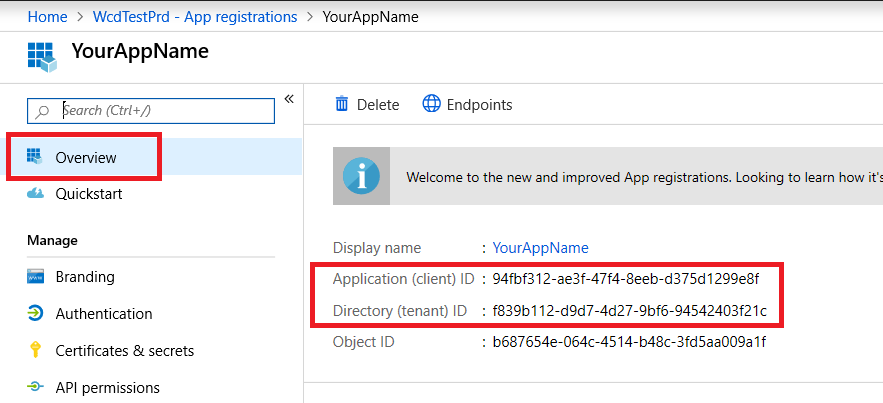 Home > WcdTestPrd - App registrations > YourAppName
YourAppName
Search (Ctrl+/)
«
Overview
Quickstart
Manage
Branding
Authentication
Certificates & secrets
API permissions
Delete Endpoints
Welcome to the new and improved App registrations. Looking to learn how it's
Display name : YourAppName
Application (client) ID : 94fbf312-ae3f-47f4-8eeb-d375d1299e8f
Directory (tenant) ID : f839b112-d9d7-4d27-9bf6-94542403f21c
Object ID : b687654e-064c-4514-b48c-3fd5aa009a1f